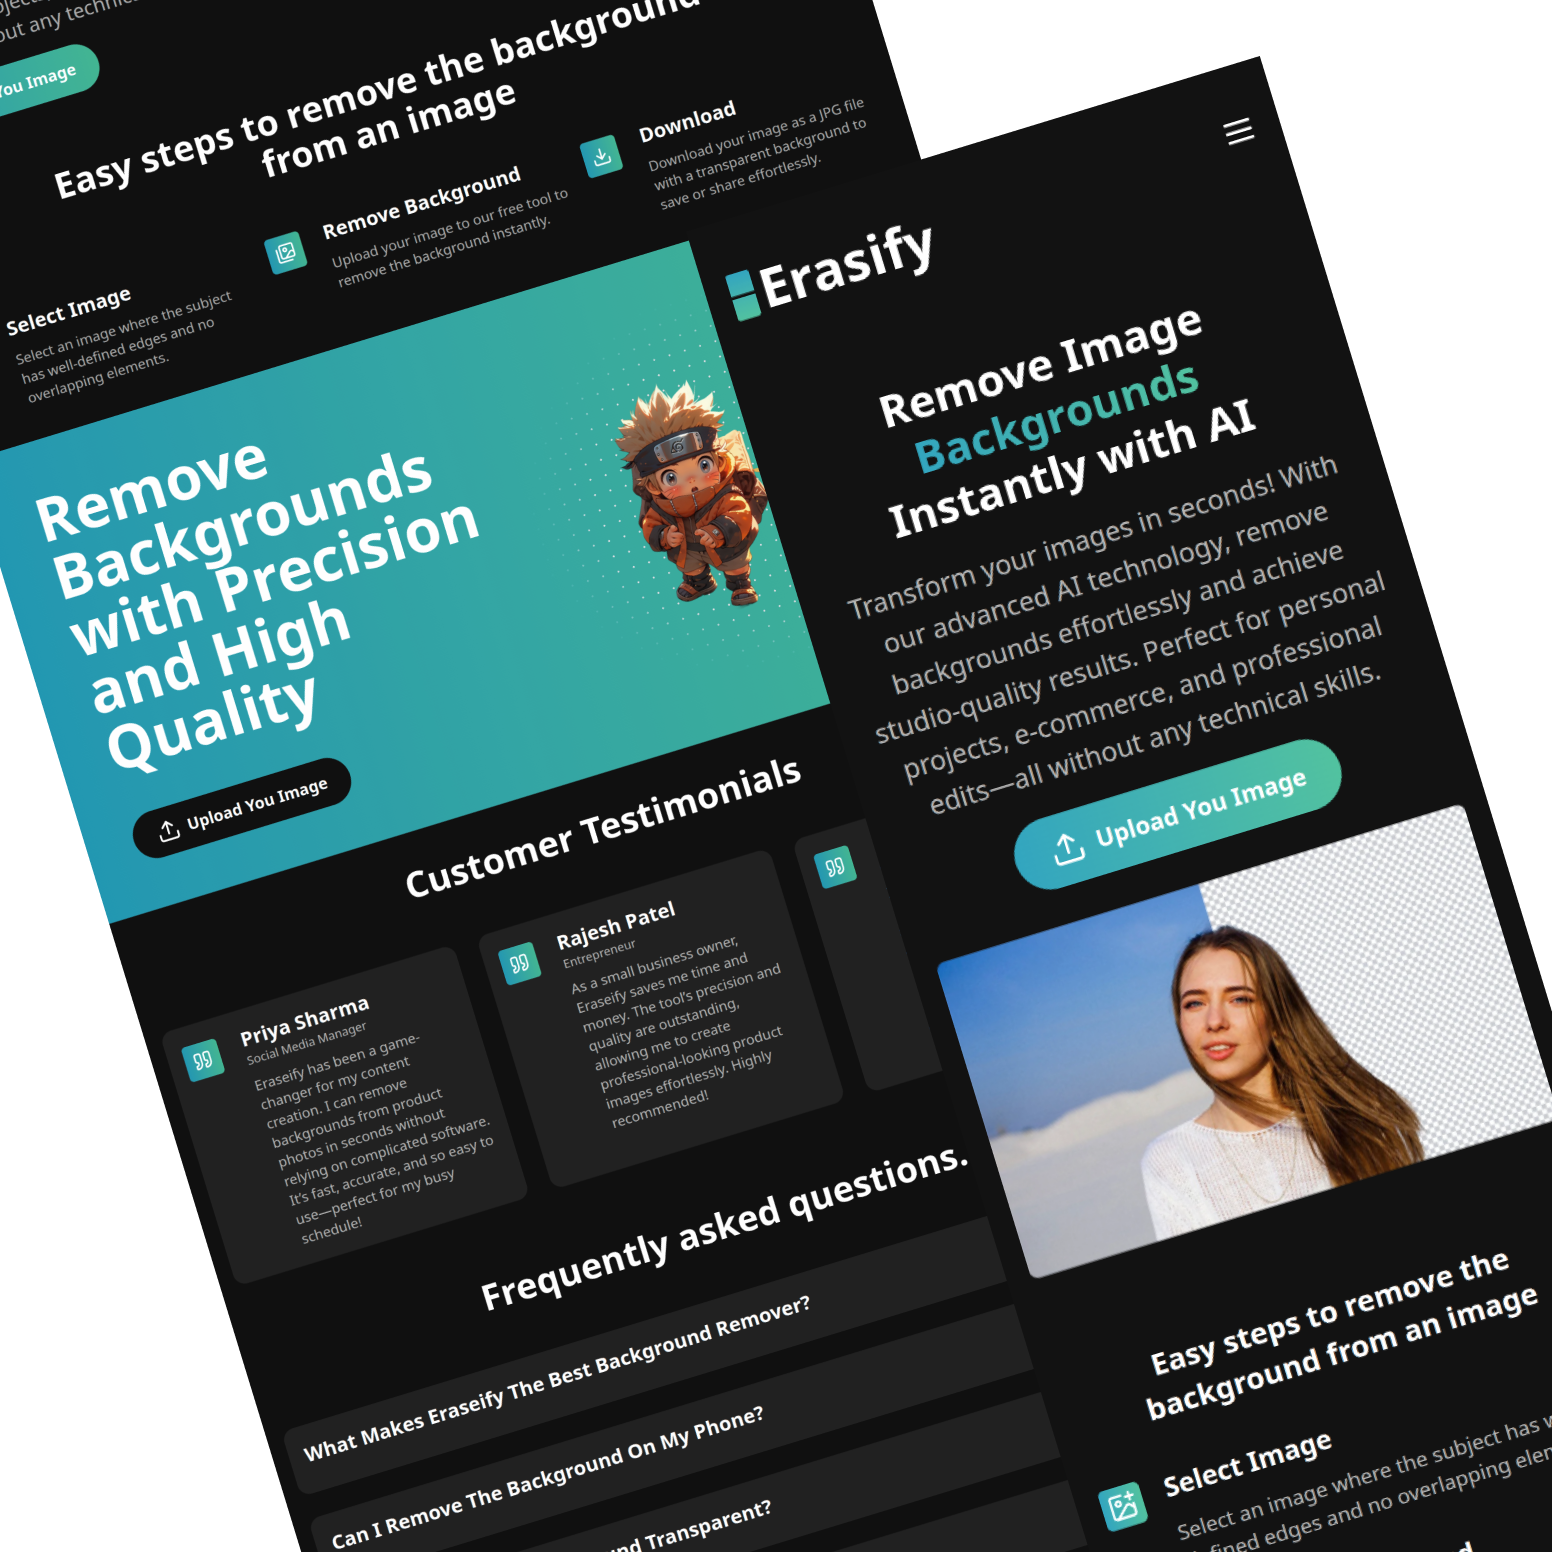 out any technic
You Image
Easy steps to remove the background
from an image
Select Image
Select an image where the subject
has well-defined edges and no
overlapping elements.
Remove Background
Upload your image to our free tool to
remove the background instantly.
Download
Download your image as a JPG file
with a transparent background to
save or share effortlessly.
Remove
Backgrounds
with Precision
and High
Quality
Upload You Image
Customer Testimonials
Priya Sharma
Social Media Manager
Eraseify has been a game-
changer for my content
creation. I can remove
backgrounds from product
photos in seconds without
relying on complicated software.
It's fast, accurate, and so easy to
use—perfect for my busy
schedule!
Rajesh Patel
Entrepreneur
As a small business owner,
Eraseify saves me time and
money. The tool's precision and
quality are outstanding,
allowing me to create
professional-looking product
images effortlessly. Highly
recommended!
Frequently asked questions.
What Makes Eraseify The Best Background Remover?
Can I Remove The Background On My Phone?
nd Transparent?
Erasify
Remove Image
Backgrounds
Instantly with AI
Transform your images in seconds! With
our advanced AI technology, remove
backgrounds effortlessly and achieve
studio-quality results. Perfect for personal
projects, e-commerce, and professional
edits—all without any technical skills.
Upload You Image
Easy steps to remove the
background from an image
Select Image
Select an image where the subject has w
fined edges and no overlapping elem